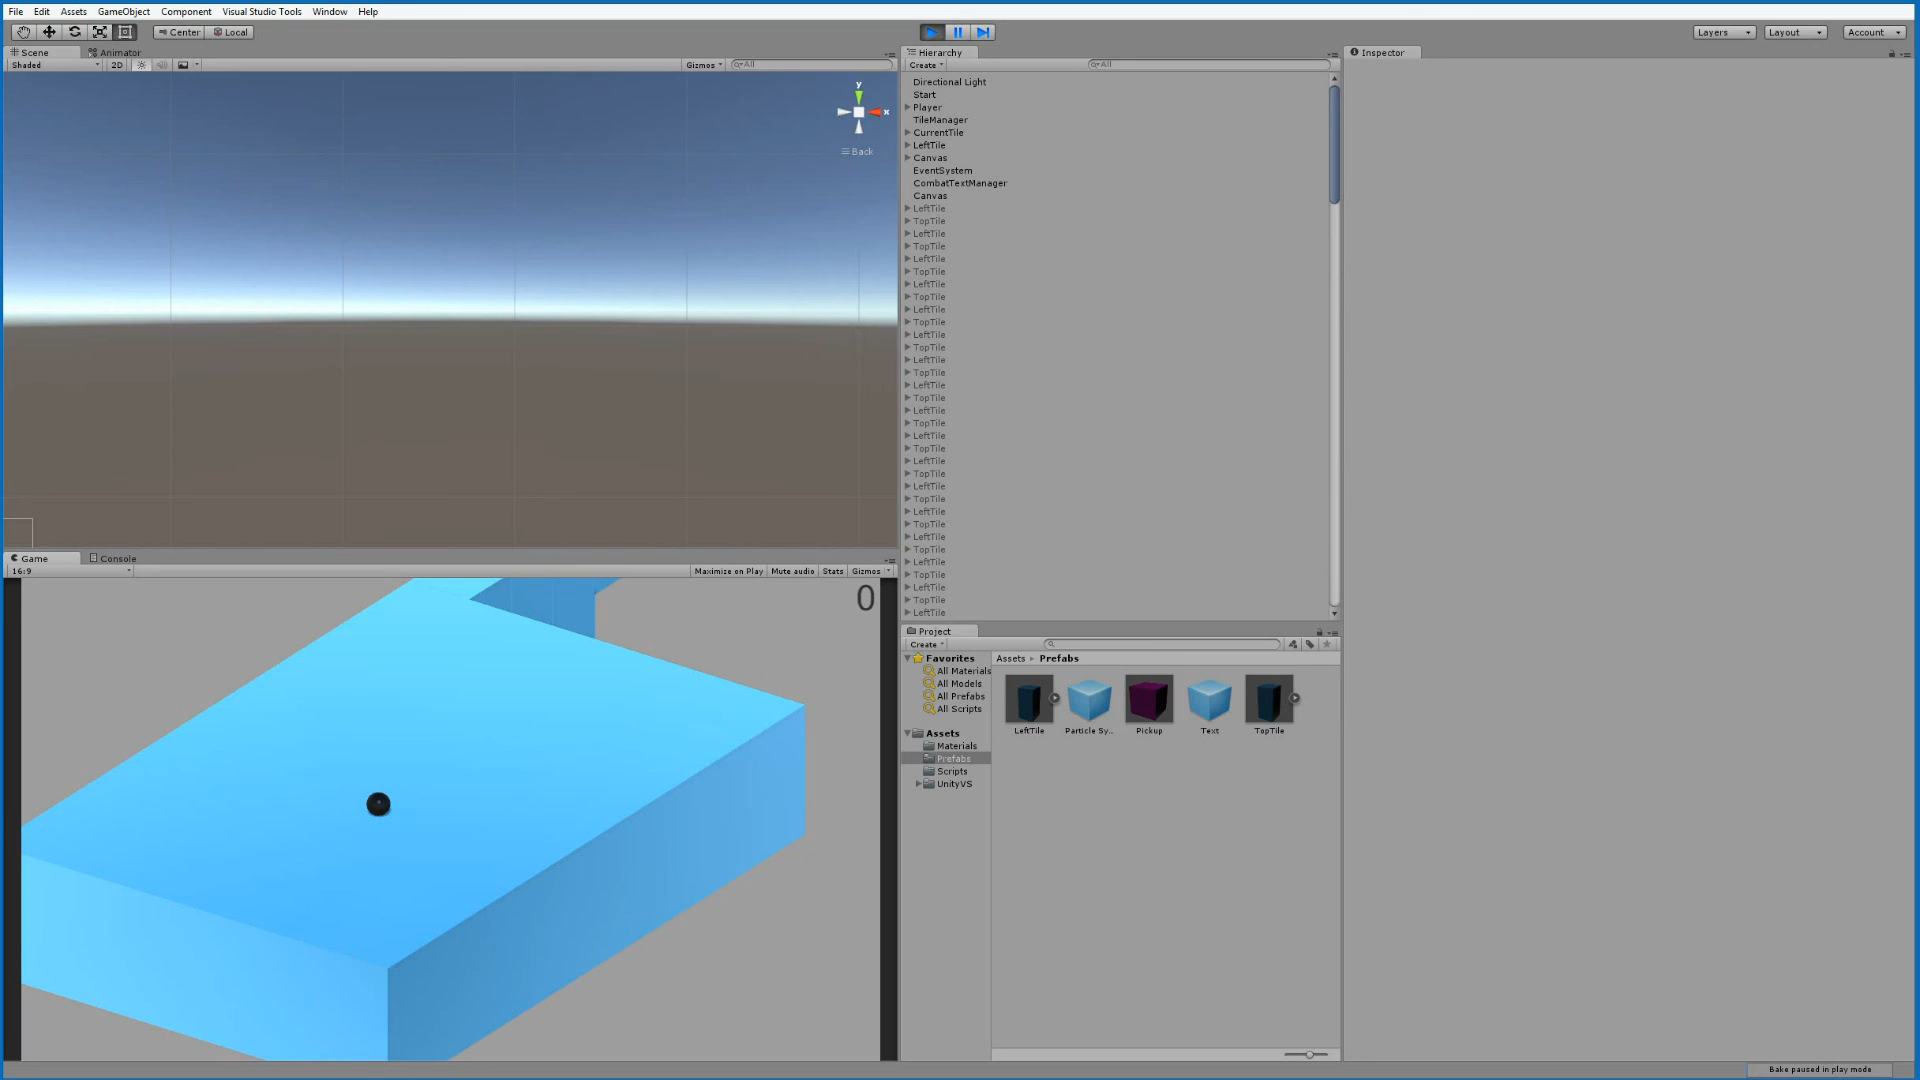 File Edit Assets GameObject Component Visual Studio Tools Window Help
Center Local
Layers Layout Account
Scene Animator
Shaded 2D Gizmos All
y
x
Back
Hierarchy
Create All
Directional Light
Start
Player
TileManager
CurrentTile
LeftTile
Canvas
EventSystem
CombatTextManager
Canvas
LeftTile
TopTile
LeftTile
TopTile
LeftTile
TopTile
LeftTile
TopTile
LeftTile
TopTile
LeftTile
TopTile
LeftTile
TopTile
LeftTile
TopTile
LeftTile
TopTile
LeftTile
TopTile
LeftTile
TopTile
LeftTile
TopTile
LeftTile
TopTile
LeftTile
TopTile
LeftTile
TopTile
LeftTile
TopTile
LeftTile
Inspector
Game Console
16:9 Maximize on Play Mute audio Stats Gizmos
0
Project
Create
Favorites
All Materials
All Models
All Prefabs
All Scripts
Assets
Materials
Prefabs
Scripts
UnityVS
Assets Prefabs
LeftTile Particle Sy.. Pickup Text TopTile
Bake paused in play mode